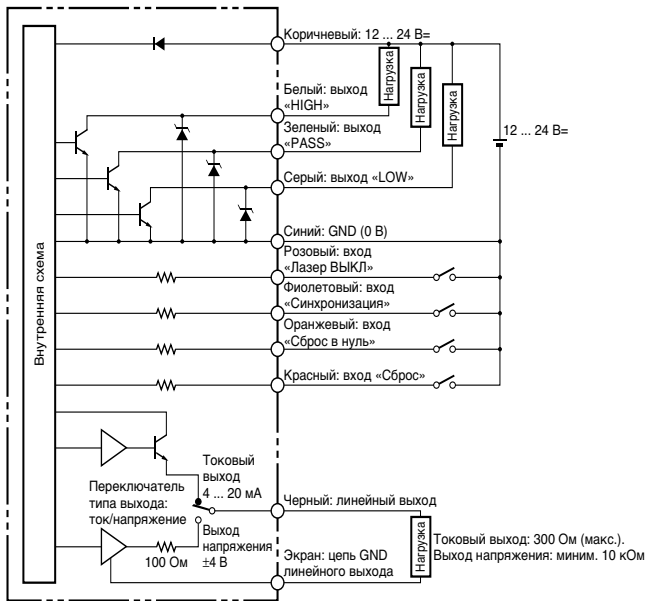 Коричневый: 12 ... 24 В=
Нагрузка
Нагрузка
Нагрузка
Белый: выход
«HIGH»
Зеленый: выход
«PASS»
12 ... 24 В=
Серый: выход «LOW»
Синий: GND (0 В)
Розовый: вход
«Лазер ВЫКЛ»
Фиолетовый: вход
«Синхронизация»
Оранжевый: вход
«Сброс в нуль»
Красный: вход «Сброс»
Внутренняя схема
Токовый
выход
4 ... 20 мА
Переключатель
типа выхода:
ток/напряжение
Черный: линейный выход
Выход
напряжения
±4 В
100 Ом
Экран: цепь GND
линейного выхода
Нагрузка
Токовый выход: 300 Ом (макс.).
Выход напряжения: миним. 10 кОм